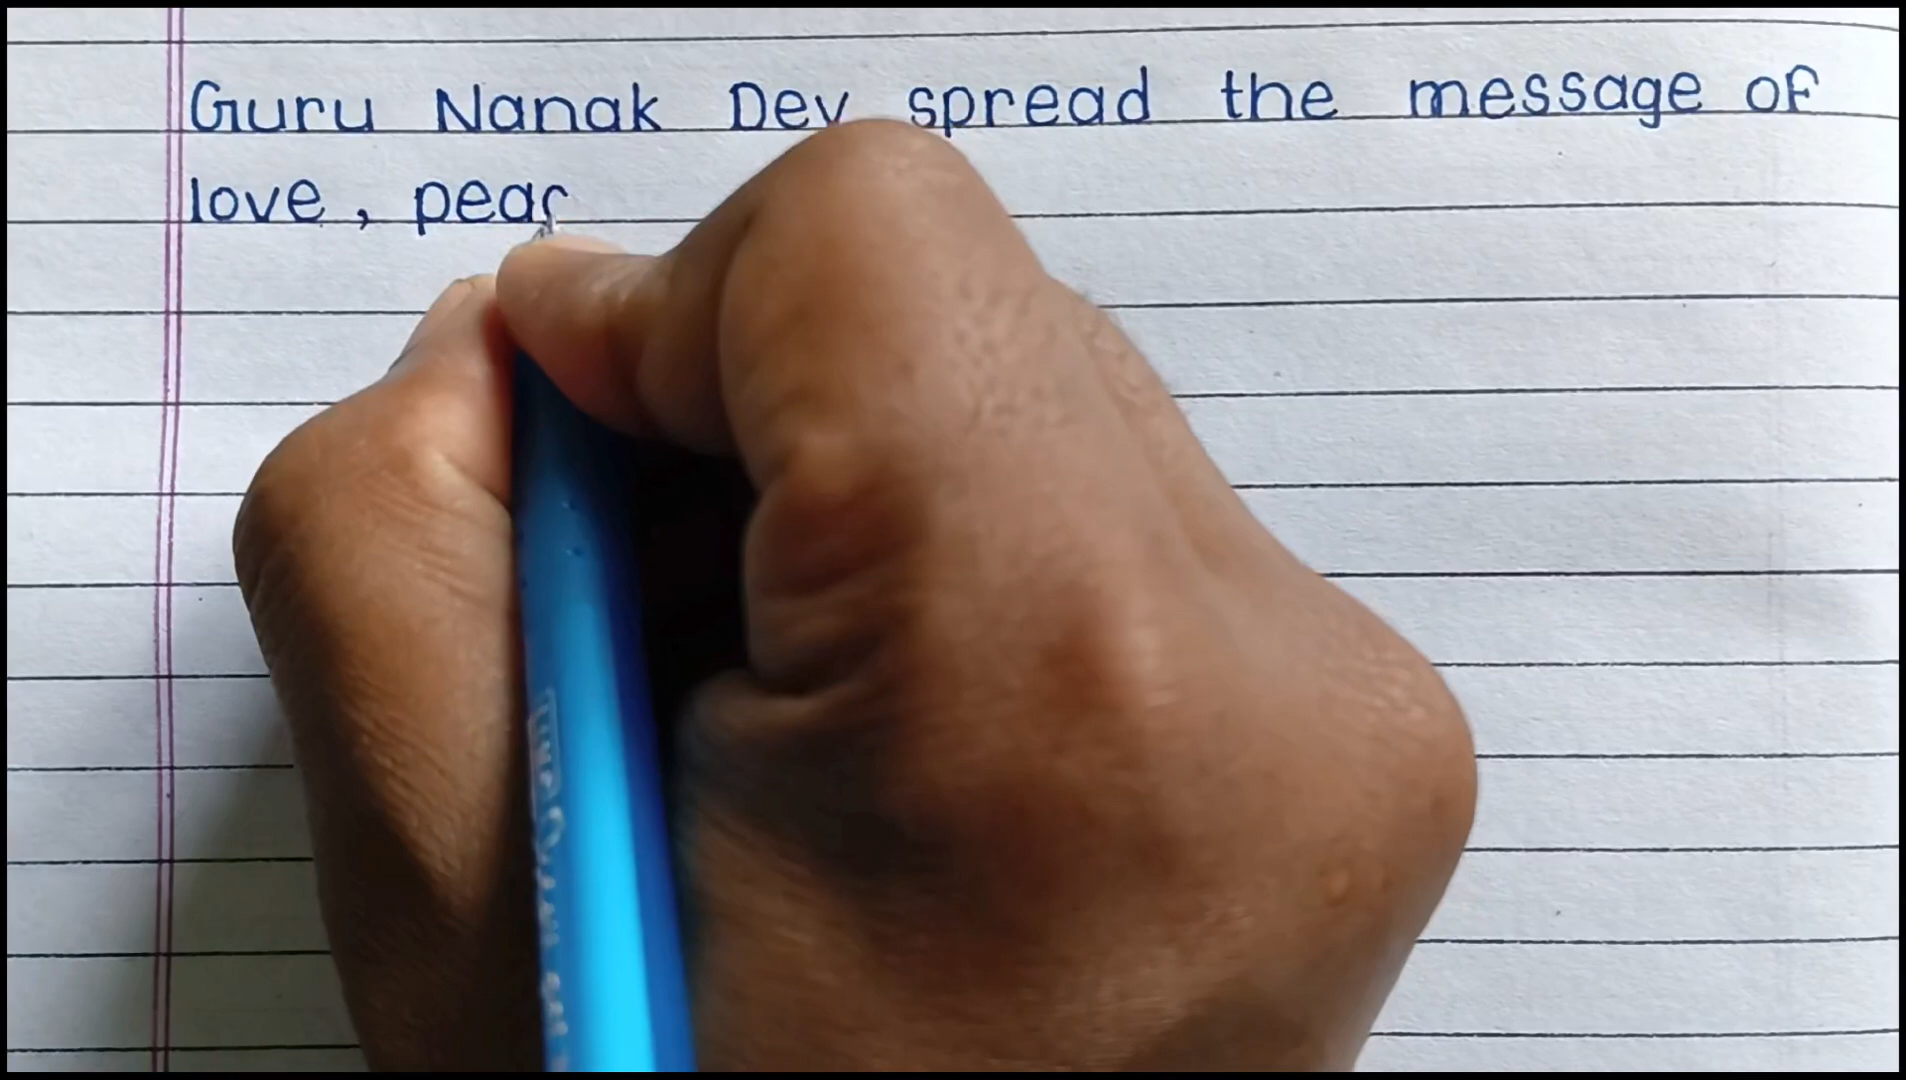 Guru Nanak Dev spread the message of
love, peac